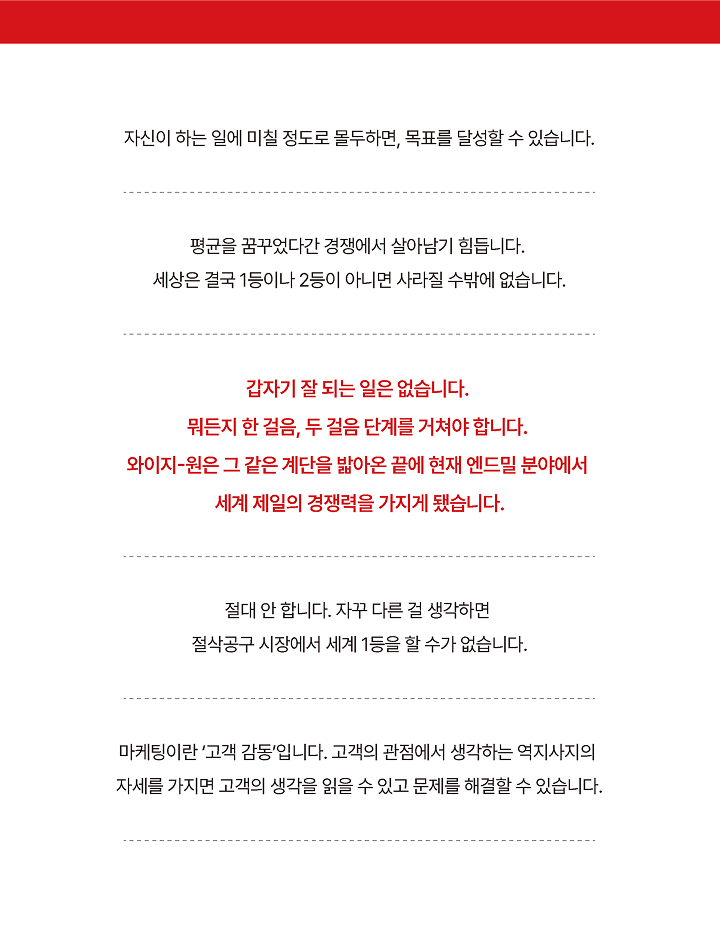 자신이 하는 일에 미칠 정도로 몰두하면, 목표를 달성할 수 있습니다.
평균을 꿈꾸었다간 경쟁에서 살아남기 힘듭니다.
세상은 결국 1등이나 2등이 아니면 사라질 수밖에 없습니다.
갑자기 잘 되는 일은 없습니다.
뭐든지 한 걸음, 두 걸음 단계를 거쳐야 합니다.
와이지-원은 그 같은 계단을 밟아온 끝에 현재 엔드밀 분야에서
세계 제일의 경쟁력을 가지게 됐습니다.
절대 안 합니다. 자꾸 다른 걸 생각하면
절삭공구 시장에서 세계 1등을 할 수가 없습니다.
마케팅이란 ‘고객 감동’입니다. 고객의 관점에서 생각하는 역지사지의
자세를 가지면 고객의 생각을 읽을 수 있고 문제를 해결할 수 있습니다.